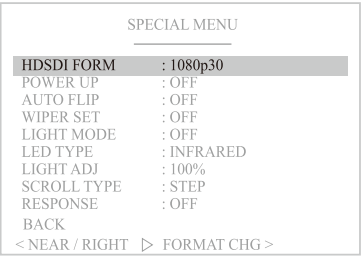 SPECIAL MENU
HDSDI FORM : 1080p30
POWER UP : OFF
AUTO FLIP : OFF
WIPER SET : OFF
LIGHT MODE : OFF
LED TYPE : INFRARED
LIGHT ADJ : 100%
SCROLL TYPE : STEP
RESPONSE : OFF
BACK
< NEAR / RIGHT ▷ FORMAT CHG >